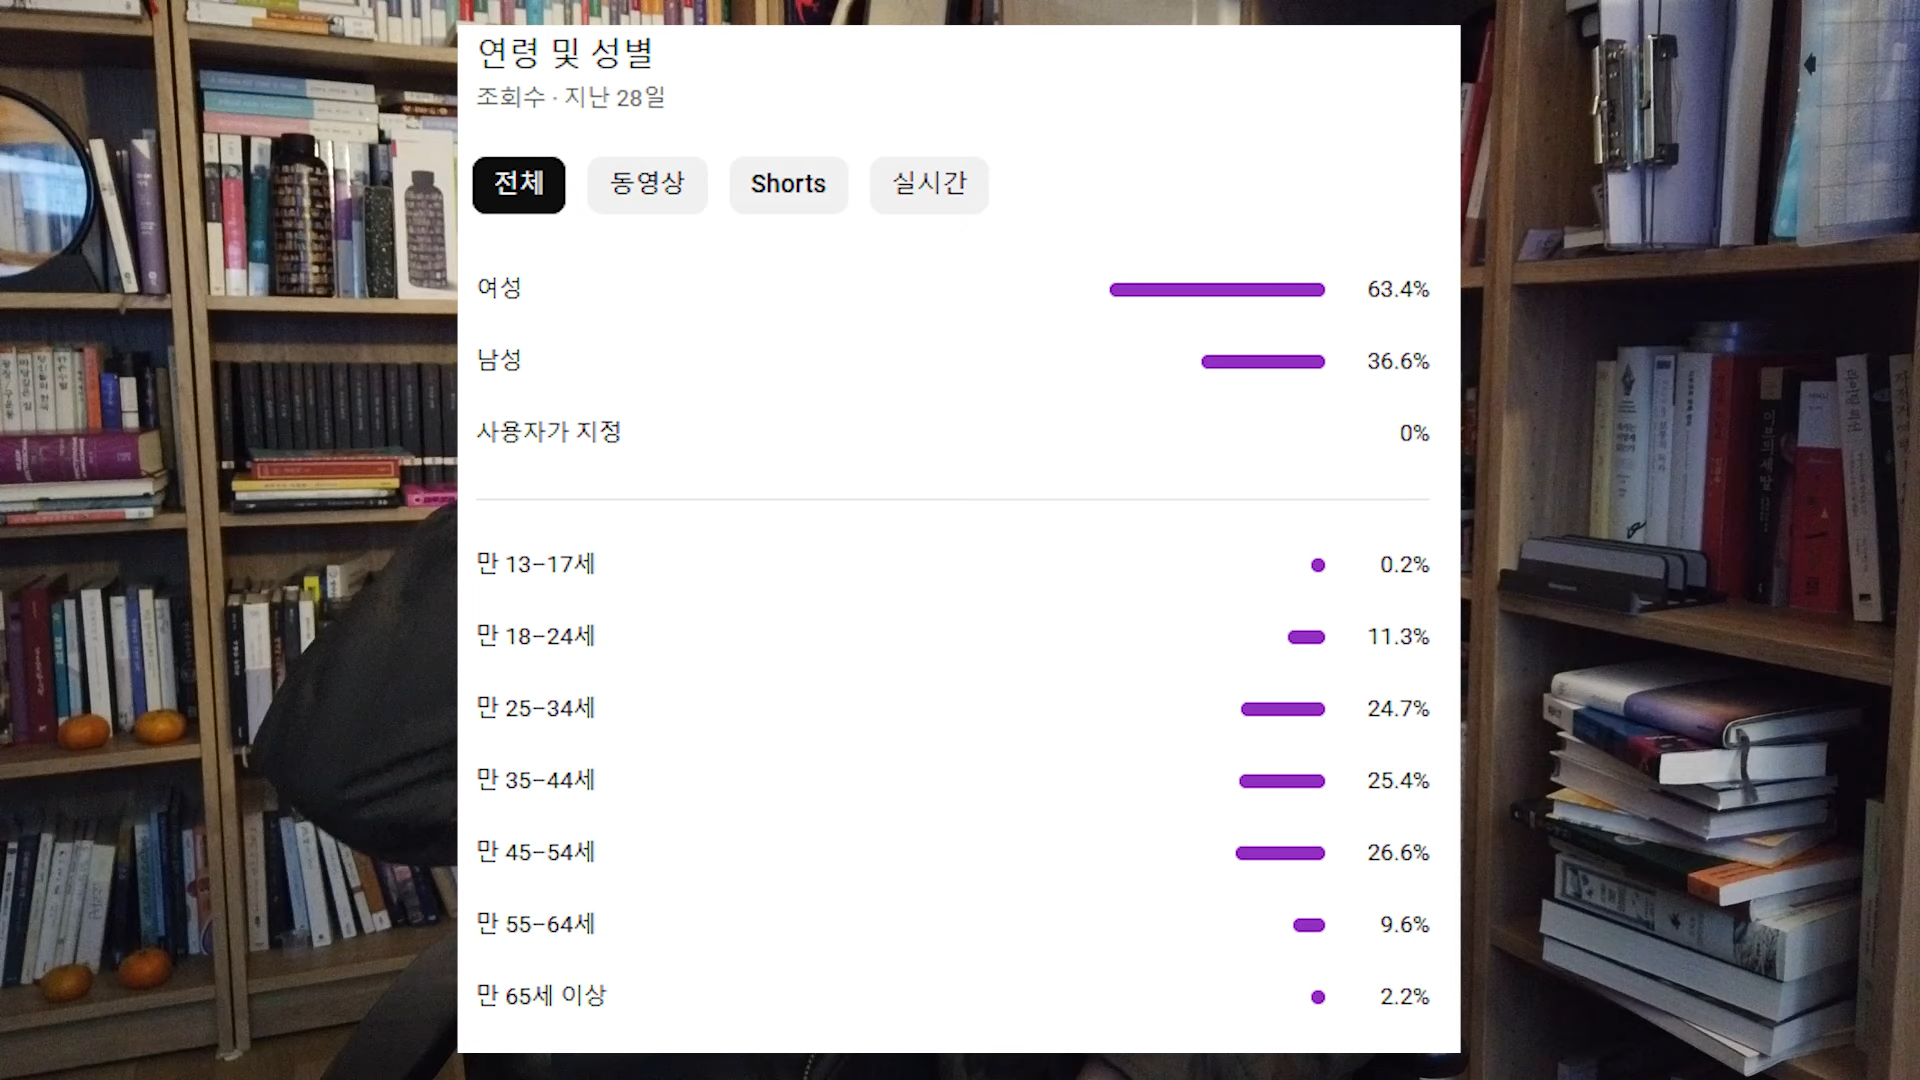 연령 및 성별
조회수 · 지난 28일
전체 동영상 Shorts 실시간
여성 63.4%
남성 36.6%
사용자가 지정 0%
만 13–17세 0.2%
만 18–24세 11.3%
만 25–34세 24.7%
만 35–44세 25.4%
만 45–54세 26.6%
만 55–64세 9.6%
만 65세 이상 2.2%